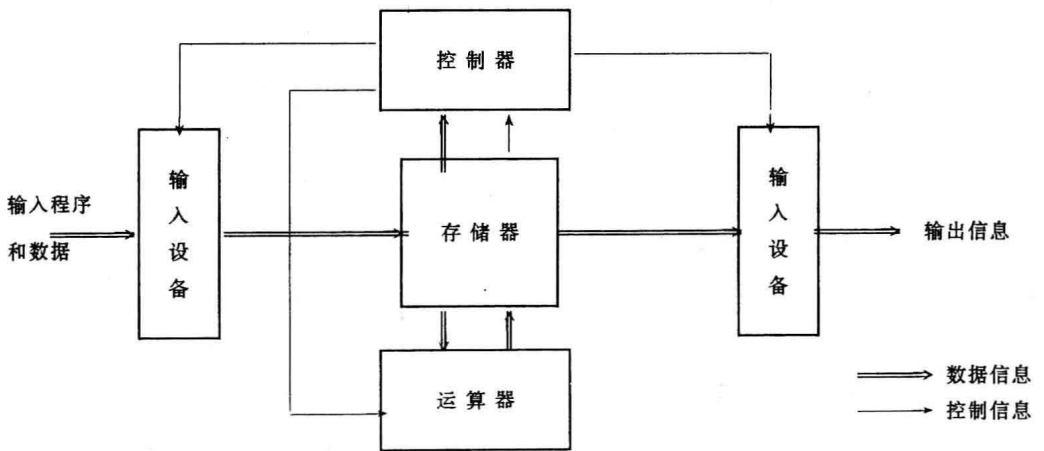 控制器
输入设备
输入程序
和数据
存储器
输入设备
输出信息
运算器
数据信息
控制信息